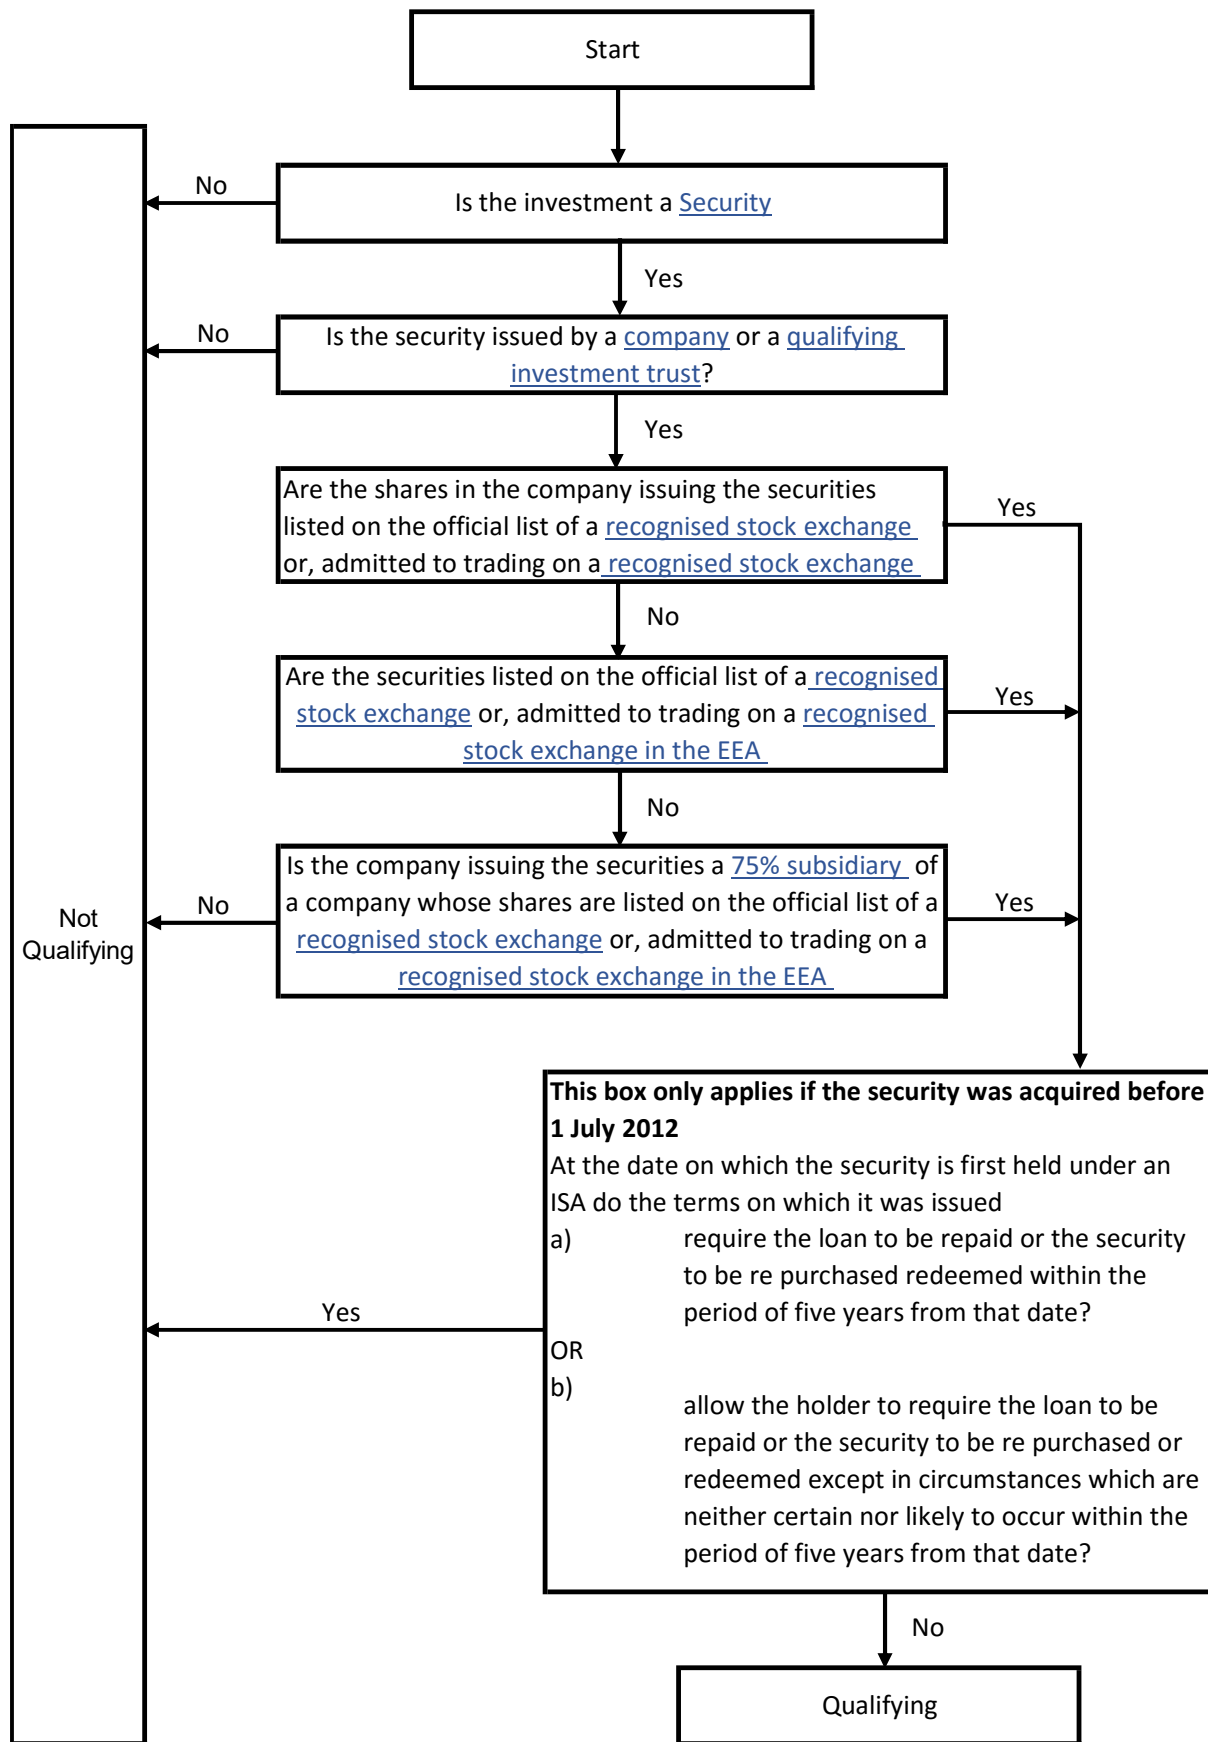 Start
No
Is the investment a Security
Yes
No
Is the security issued by a company or a qualifying
investment trust?
Yes
Are the shares in the company issuing the securities
listed on the official list of a recognised stock exchange
or, admitted to trading on a recognised stock exchange
Yes
No
Are the securities listed on the official list of a recognised
stock exchange or, admitted to trading on a recognised
stock exchange in the EEA
Yes
No
Is the company issuing the securities a 75% subsidiary of
a company whose shares are listed on the official list of a
recognised stock exchange or, admitted to trading on a
recognised stock exchange in the EEA
No
Yes
Not
Qualifying
This box only applies if the security was acquired before
1 July 2012
At the date on which the security is first held under an
ISA do the terms on which it was issued
a) require the loan to be repaid or the security
to be re purchased redeemed within the
period of five years from that date?
OR
b)
allow the holder to require the loan to be
repaid or the security to be re purchased or
redeemed except in circumstances which are
neither certain nor likely to occur within the
period of five years from that date?
Yes
No
Qualifying